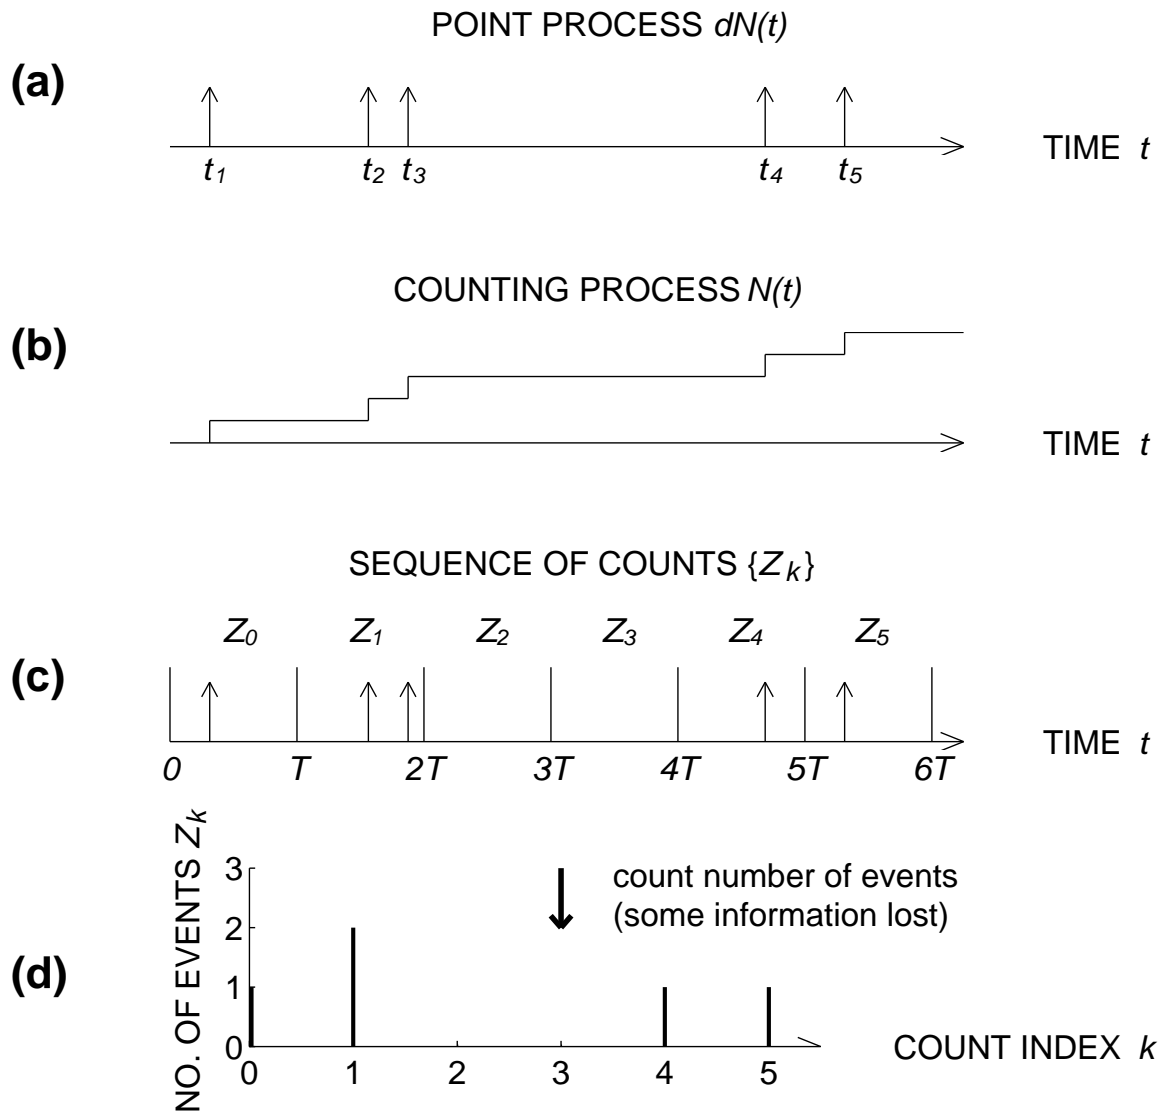 POINT PROCESS dN(t)
(a)
TIME t
t1 t2 t3 t4 t5
COUNTING PROCESS N(t)
(b)
TIME t
SEQUENCE OF COUNTS {Zk}
Z0 Z1 Z2 Z3 Z4 Z5
(c)
TIME t
0 T 2T 3T 4T 5T 6T
NO. OF EVENTS Zk
3
count number of events
2
(some information lost)
(d)
1
0
COUNT INDEX k
0 1 2 3 4 5